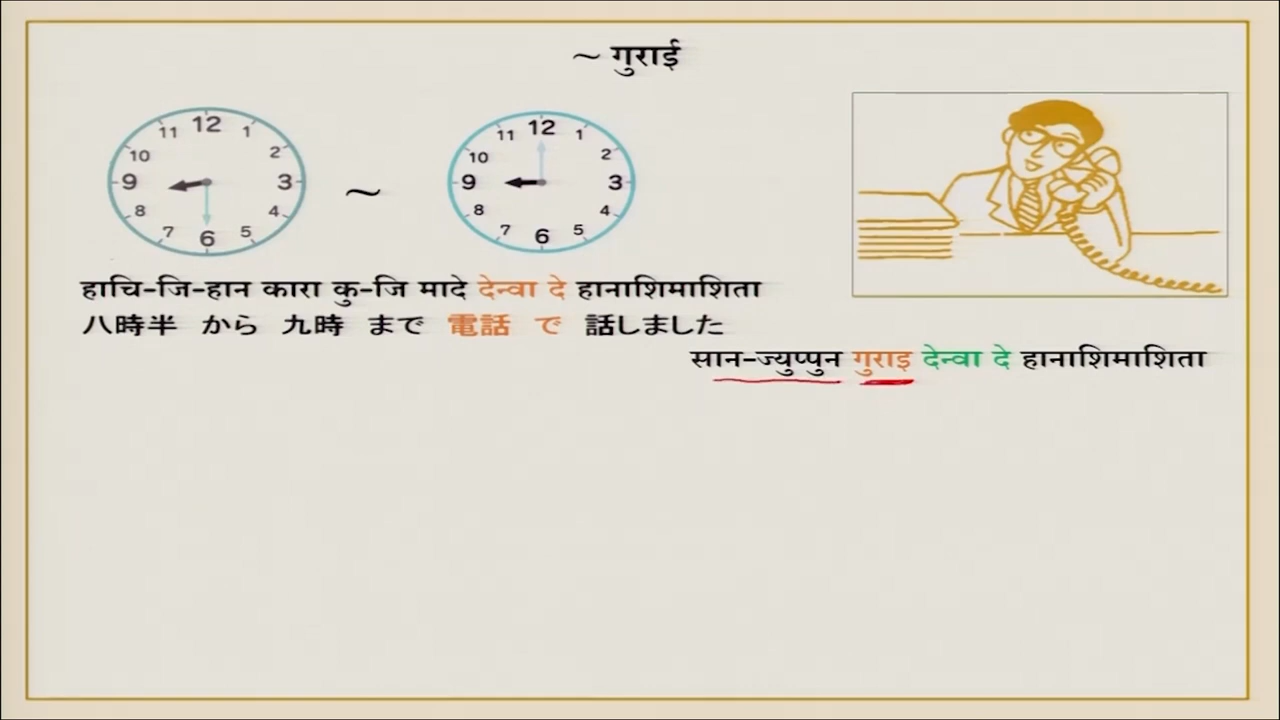 ~ गुराई
12 1 2 3 4 5 6 7 8 9 10 11
~
12 1 2 3 4 5 6 7 8 9 10 11
हाचि-जि-हान कारा कु-जि मादे देन्वा दे हानाशिमाशिता
八時半 から 九時 まで 電話 で 話しました
सान-ज्युप्पुन गुराइ देन्वा दे हानाशिमाशिता